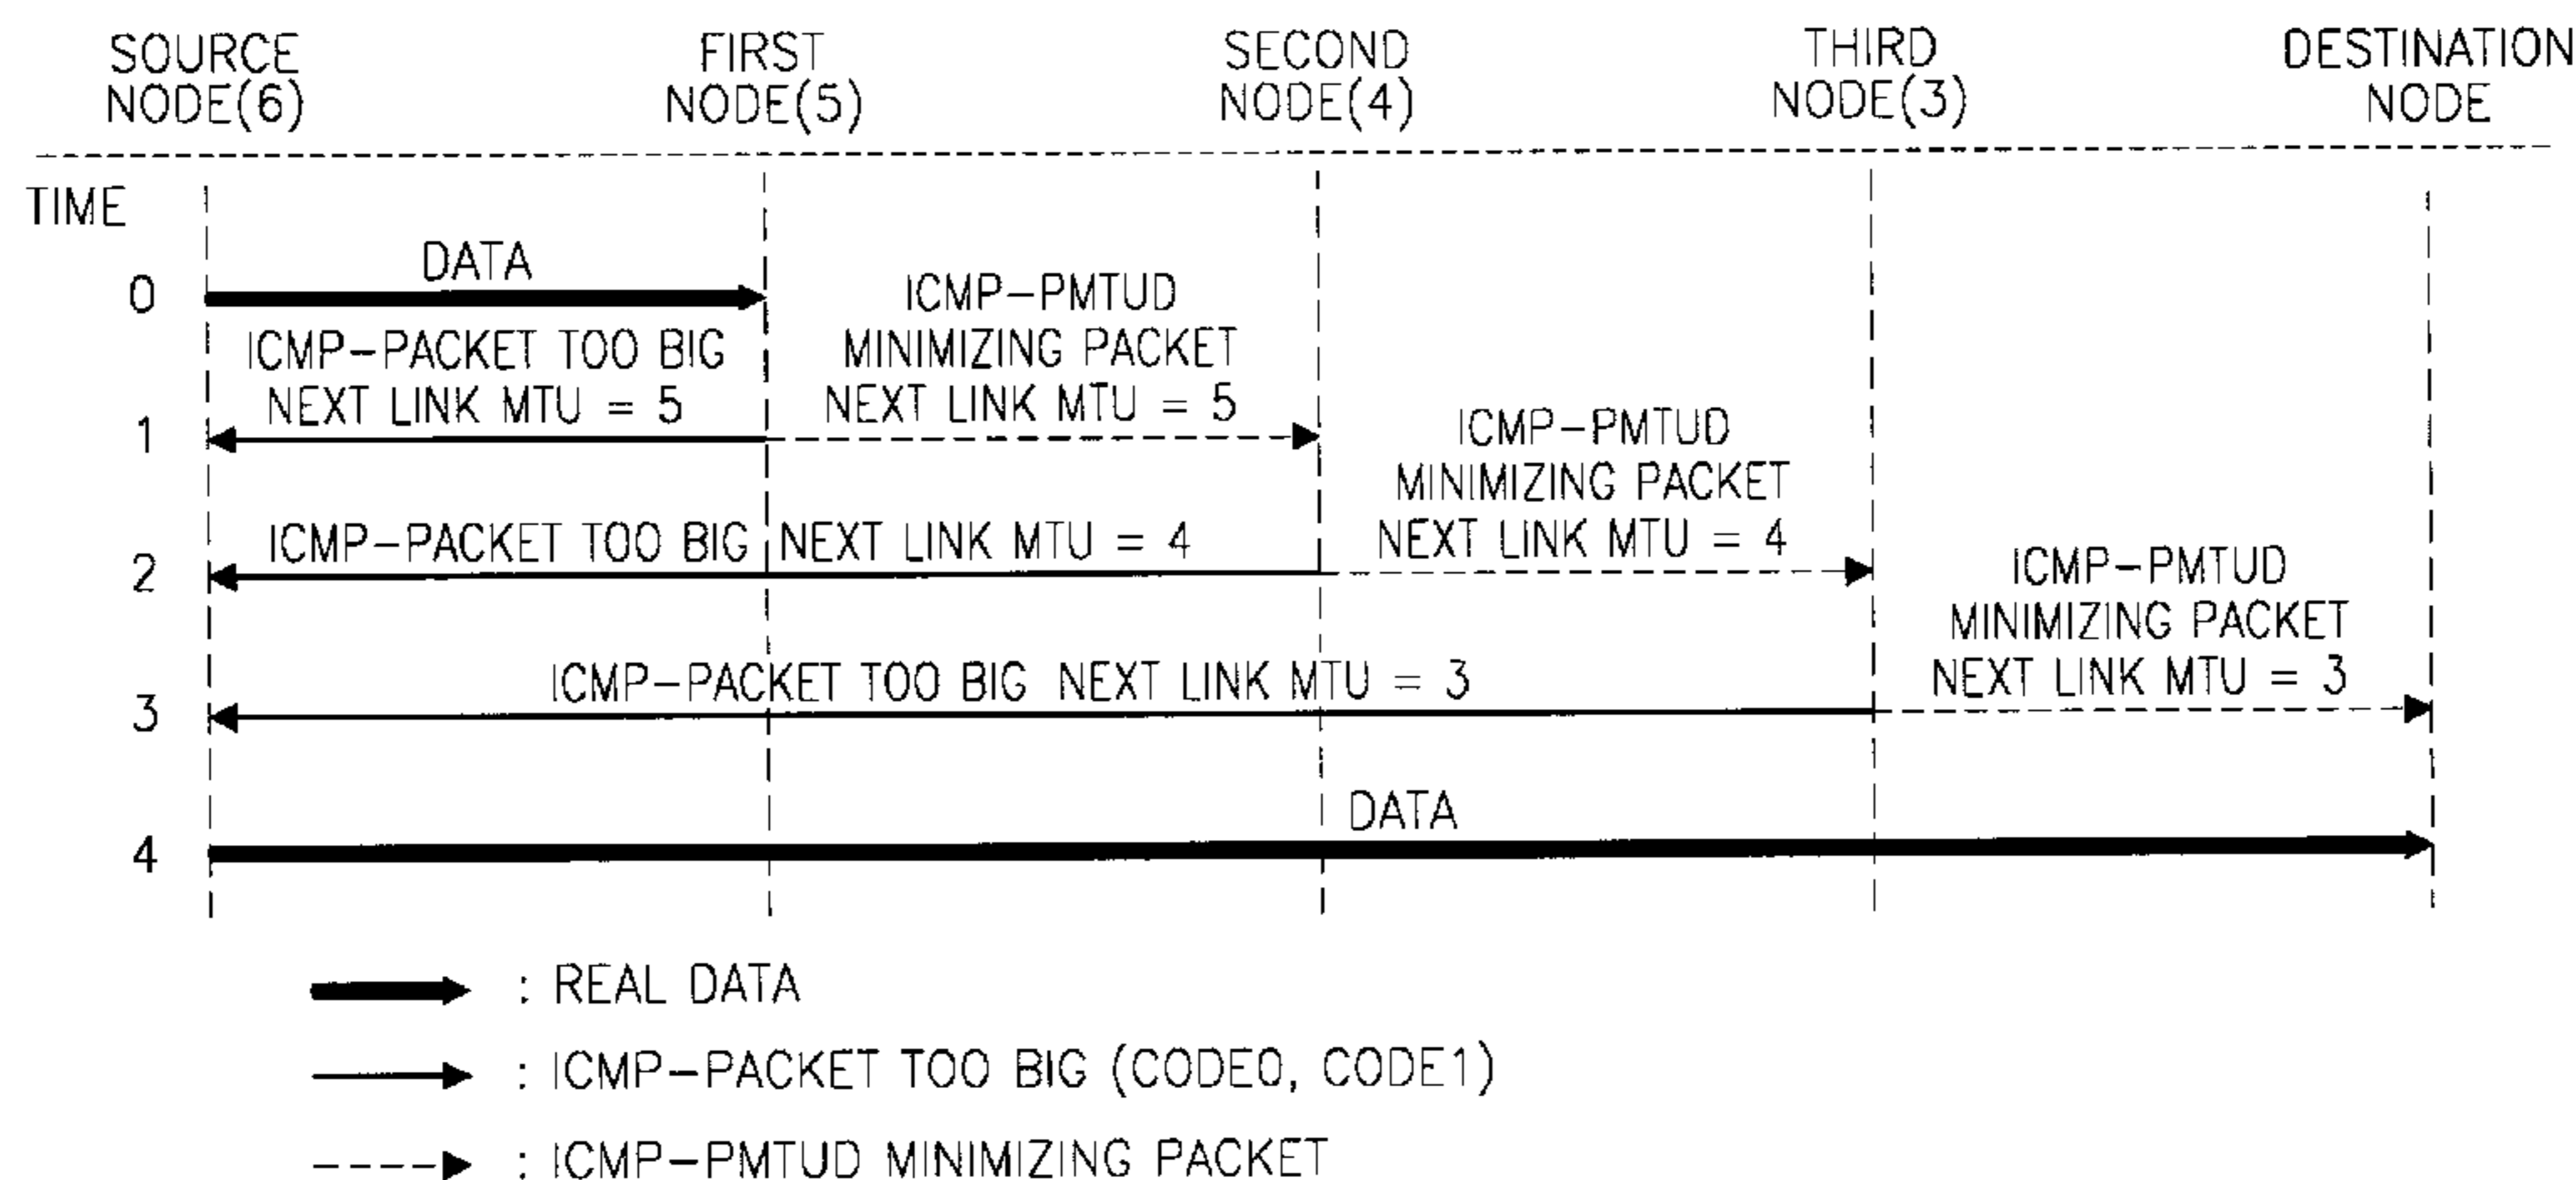 SOURCE
NODE(6)
FIRST
NODE(5)
SECOND
NODE(4)
THIRD
NODE(3)
DESTINATION
NODE
TIME
0
DATA
ICMP-PACKET TOO BIG
NEXT LINK MTU = 5
ICMP-PMTUD
MINIMIZING PACKET
NEXT LINK MTU = 5
1
ICMP-PACKET TOO BIG NEXT LINK MTU = 4
ICMP-PMTUD
MINIMIZING PACKET
NEXT LINK MTU = 4
2
ICMP-PACKET TOO BIG NEXT LINK MTU = 3
ICMP-PMTUD
MINIMIZING PACKET
NEXT LINK MTU = 3
3
DATA
4
: REAL DATA
: ICMP-PACKET TOO BIG (CODE0, CODE1)
: ICMP-PMTUD MINIMIZING PACKET